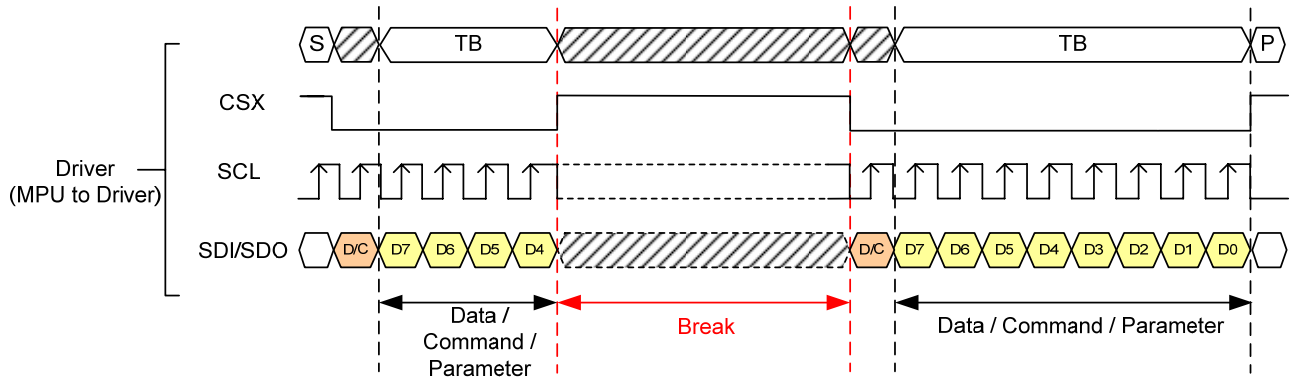 S TB TB P
CSX
Driver
(MPU to Driver)
SCL
SDI/SDO D/C D7 D6 D5 D4 D/C D7 D6 D5 D4 D3 D2 D1 D0
Data /
Command /
Parameter
Break
Data / Command / Parameter